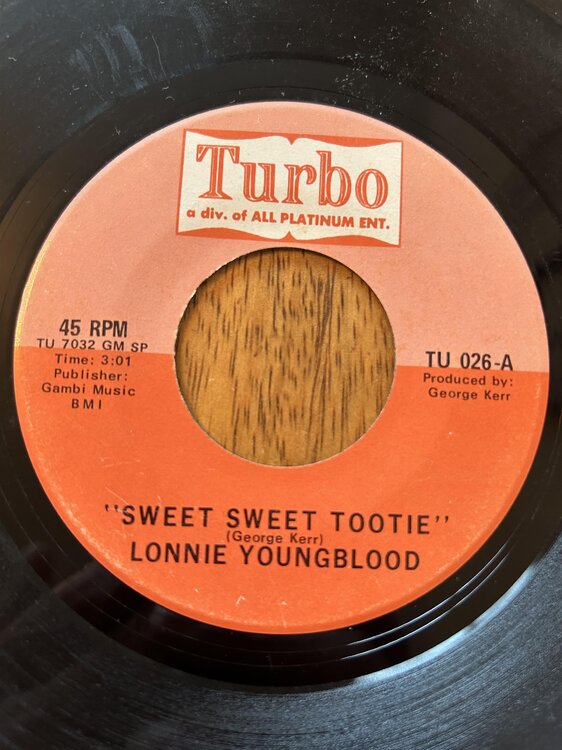 Turbo
a div. of ALL PLATINUM ENT.
45 RPM
TU 7032 GM SP
Time: 3:01
Publisher:
Gambi Music
BMI
TU 026-A
Produced by:
George Kerr
"SWEET SWEET TOOTIE"
(George Kerr)
LONNIE YOUNGBLOOD